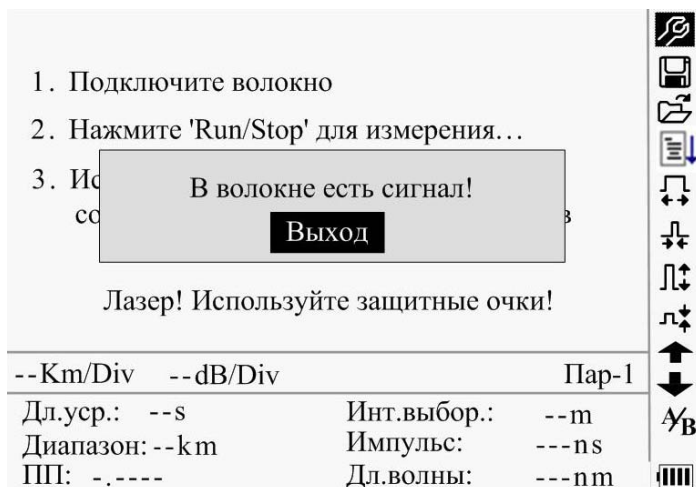 1. Подключите волокно
2. Нажмите 'Run/Stop' для измерения...
3. Ис
В волокне есть сигнал!
со в
Выход
Лазер! Используйте защитные очки!
--Km/Div --dB/Div Пар-1
Дл.уср.: --s Инт.выбор.: --m
Диапазон: --km Импульс: ---ns
ПП: -.---- Дл.волны: ---nm
A/B